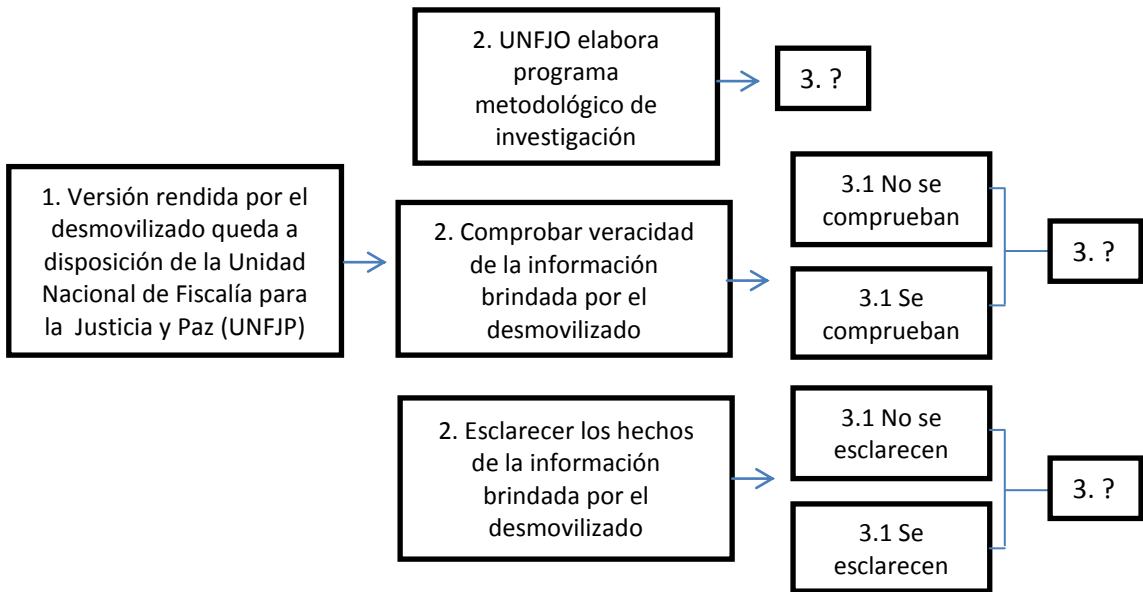 2. UNFJO elabora
programa
metodológico de
investigación
3. ?
1. Versión rendida por el
desmovilizado queda a
disposición de la Unidad
Nacional de Fiscalía para
la Justicia y Paz (UNFJP)
2. Comprobar veracidad
de la información
brindada por el
desmovilizado
3.1 No se
comprueban
3.1 Se
comprueban
3. ?
2. Esclarecer los hechos
de la información
brindada por el
desmovilizado
3.1 No se
esclarecen
3.1 Se
esclarecen
3. ?